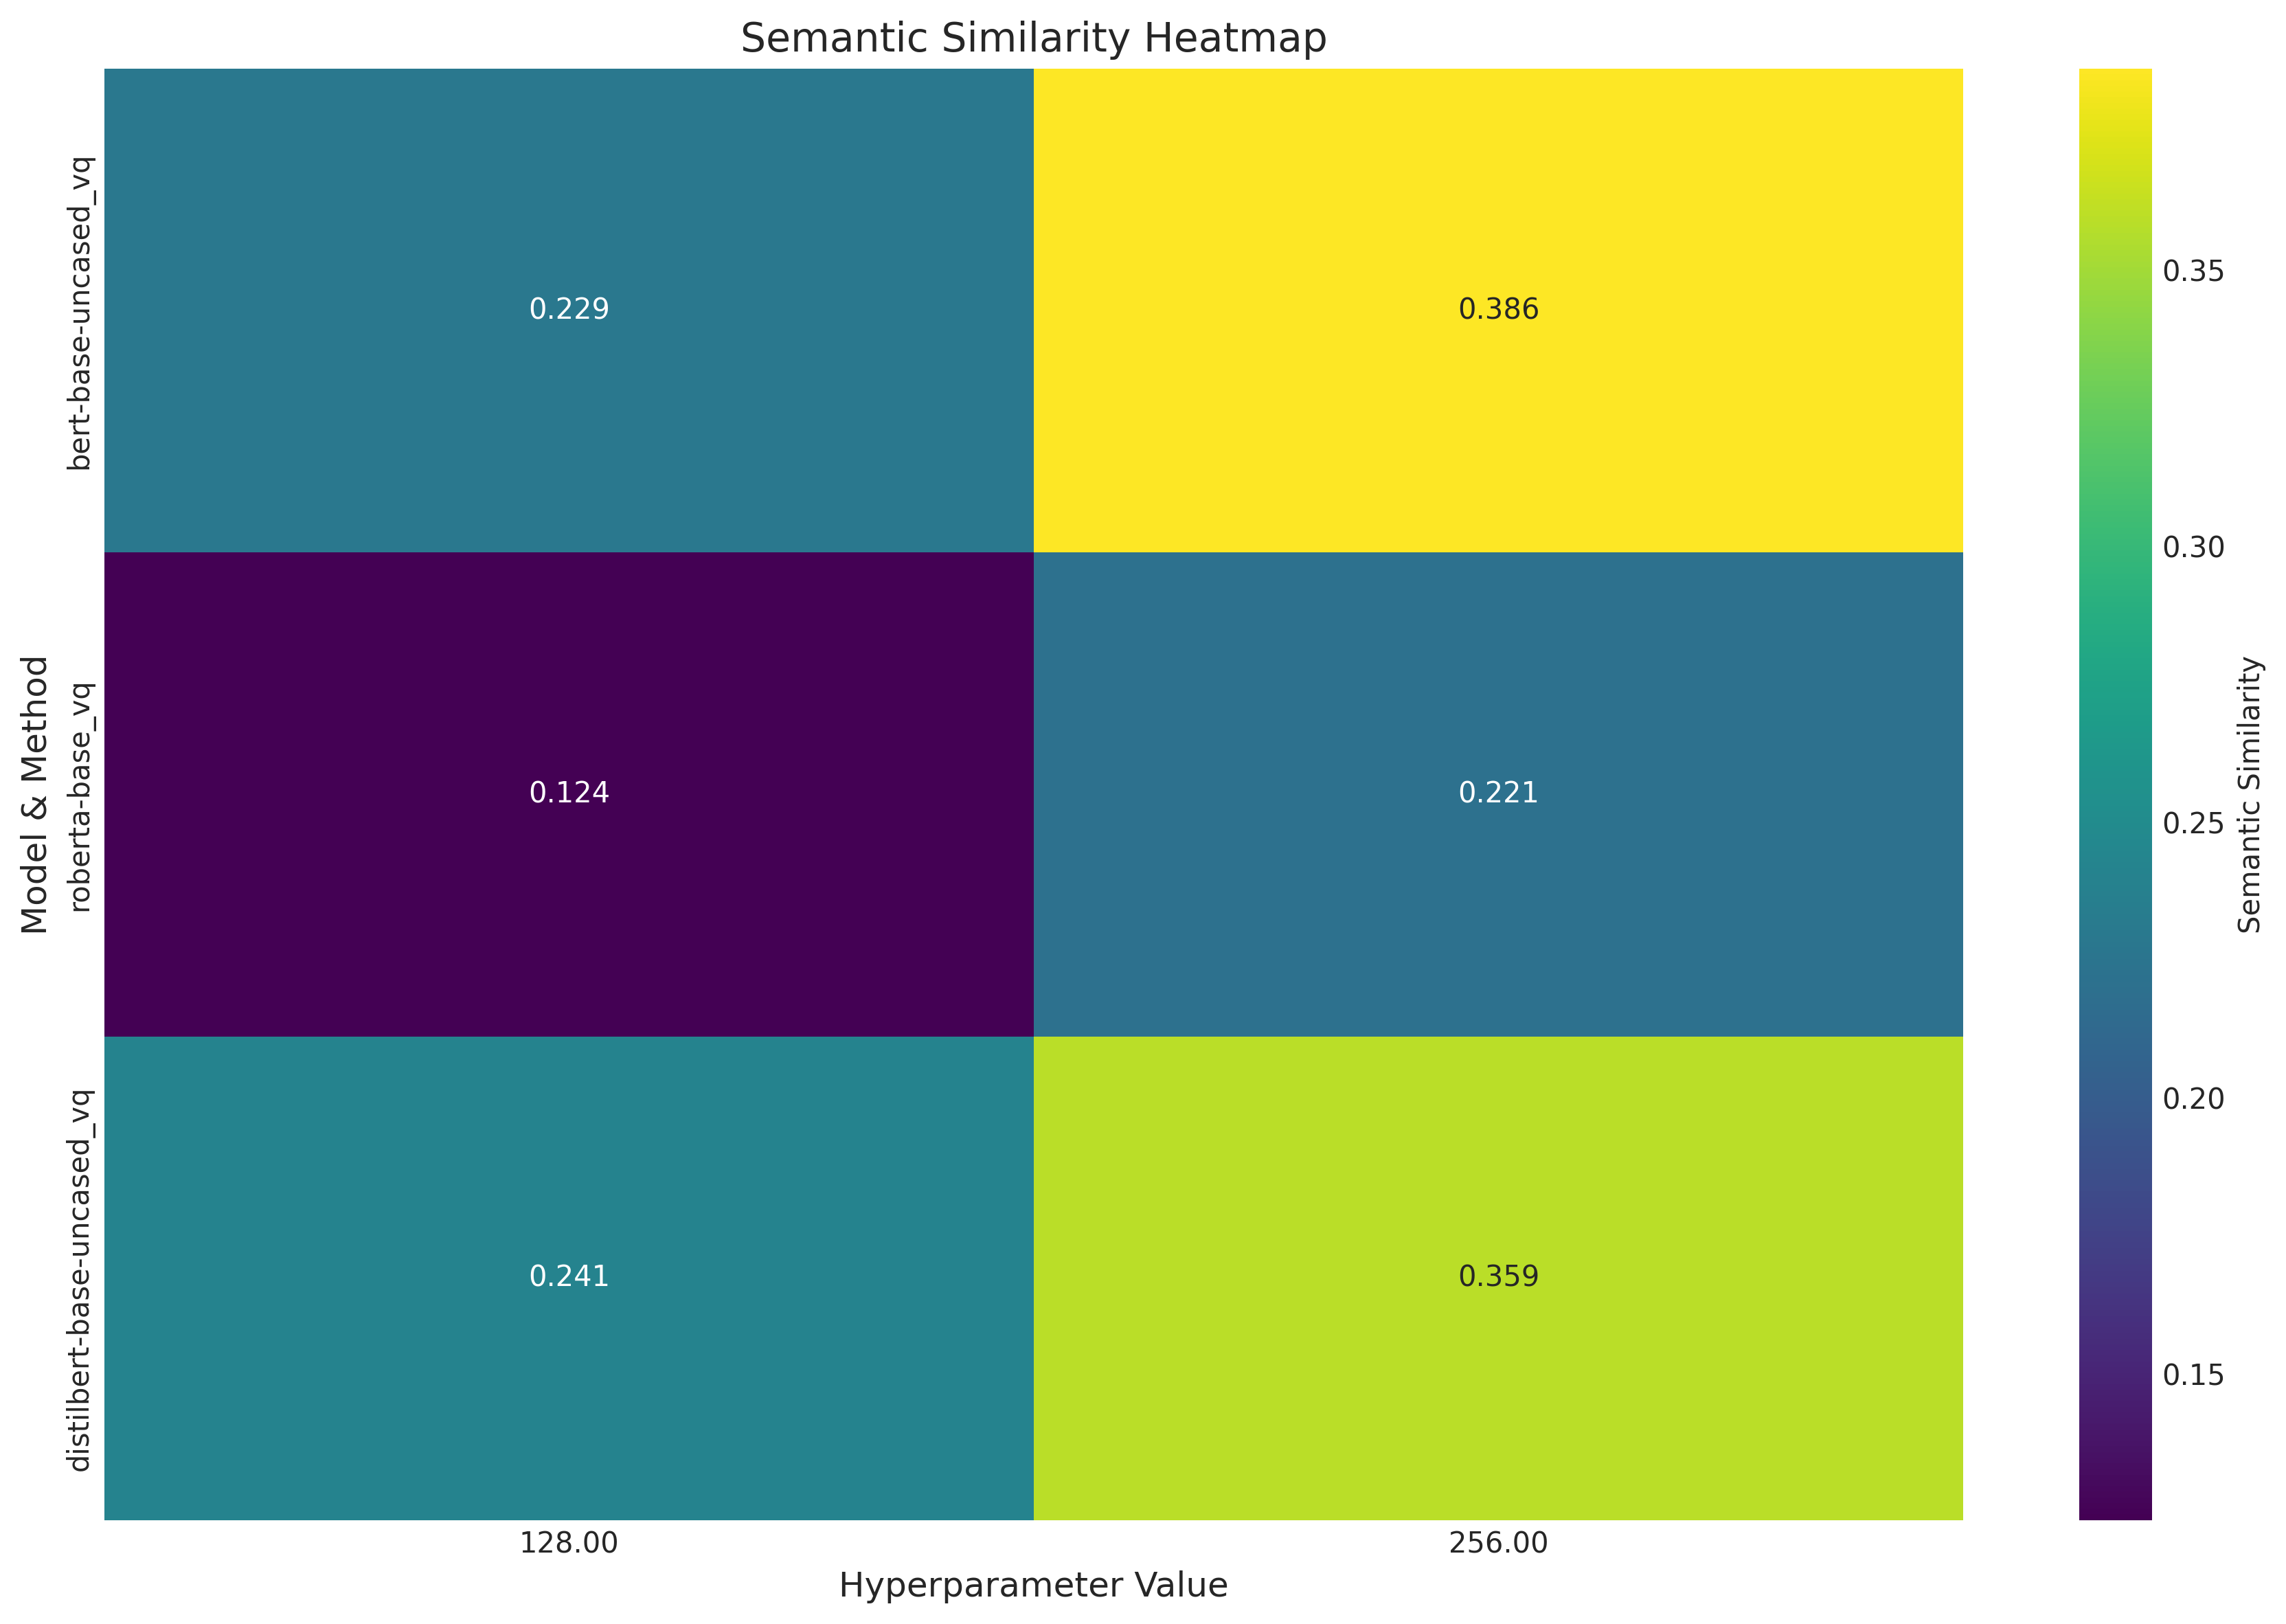 Semantic Similarity Heatmap
Model & Method
bert-base-uncased_vq
0.229
0.386
roberta-base_vq
0.124
0.221
distilbert-base-uncased_vq
0.241
0.359
128.00
256.00
Hyperparameter Value
0.35
0.30
0.25
0.20
0.15
Semantic Similarity